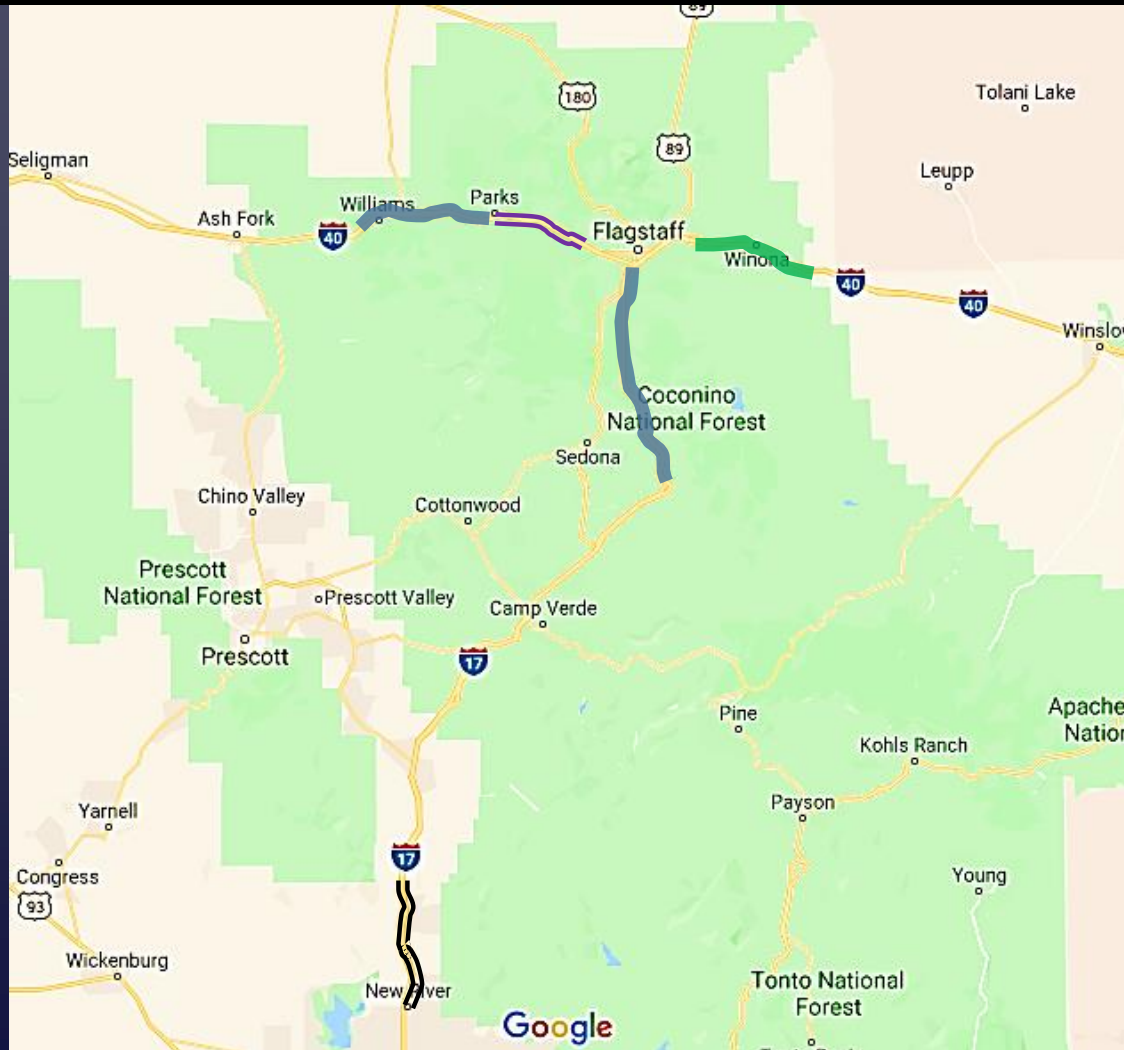 89
Tolani Lake
180
89
Seligman
Leupp
Parks
Williams
Ash Fork
Flagstaff
40
Winona
40
40
Winslo
Coconino
National Forest
Sedona
Chino Valley
Cottonwood
Prescott
National Forest
Prescott Valley
Camp Verde
Prescott
17
Pine
Apache
Nation
Kohls Ranch
Payson
Yarnell
17
Congress
Young
93
Wickenburg
Tonto National
Forest
New River
Google